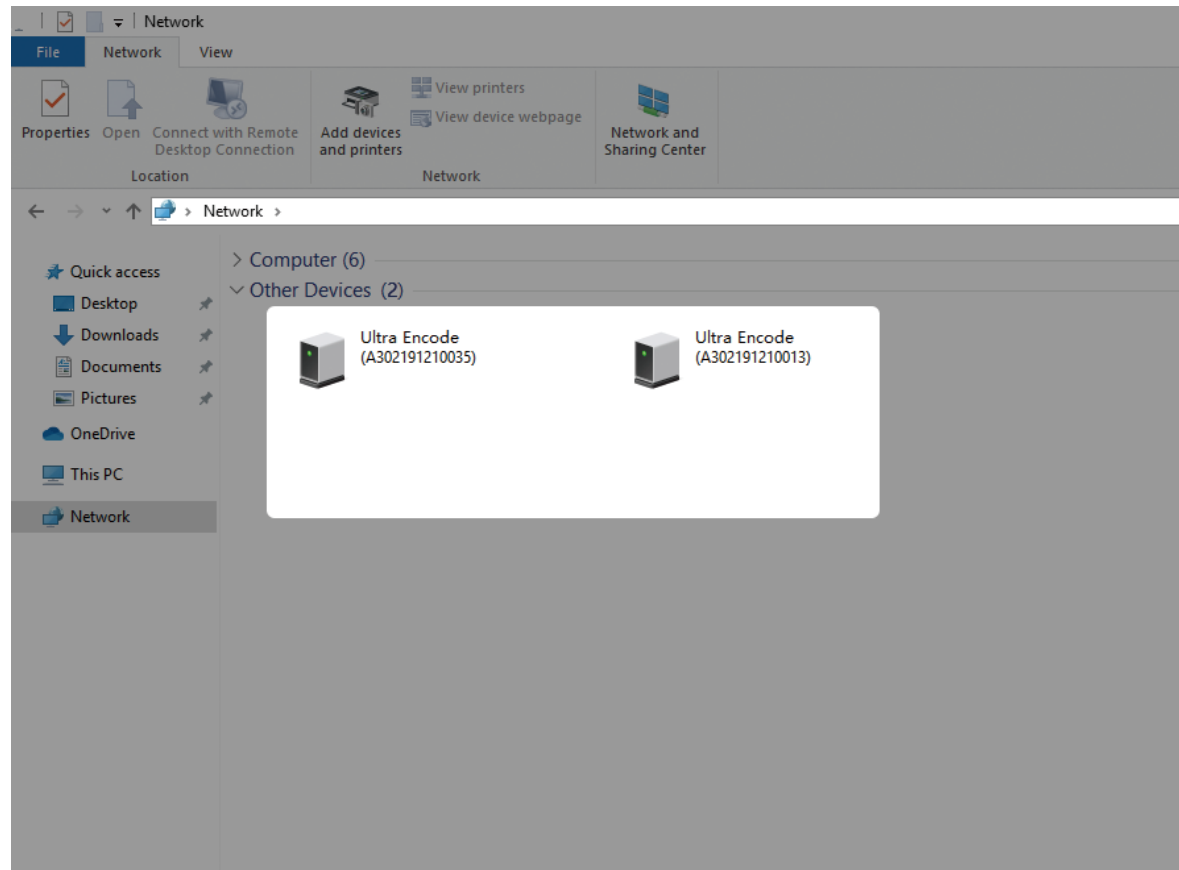 Network
File Network View
Properties Open Connect with Remote Desktop Connection
Add devices and printers
View printers
View device webpage
Network and Sharing Center
Location Network
Network
Quick access
Desktop
Downloads
Documents
Pictures
OneDrive
This PC
Network
Computer (6)
Other Devices (2)
Ultra Encode
(A302191210035)
Ultra Encode
(A302191210013)